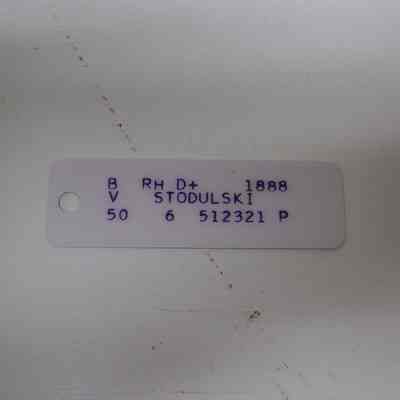 B RH D+ 1888
V STODULSKI
50 6 512321 P